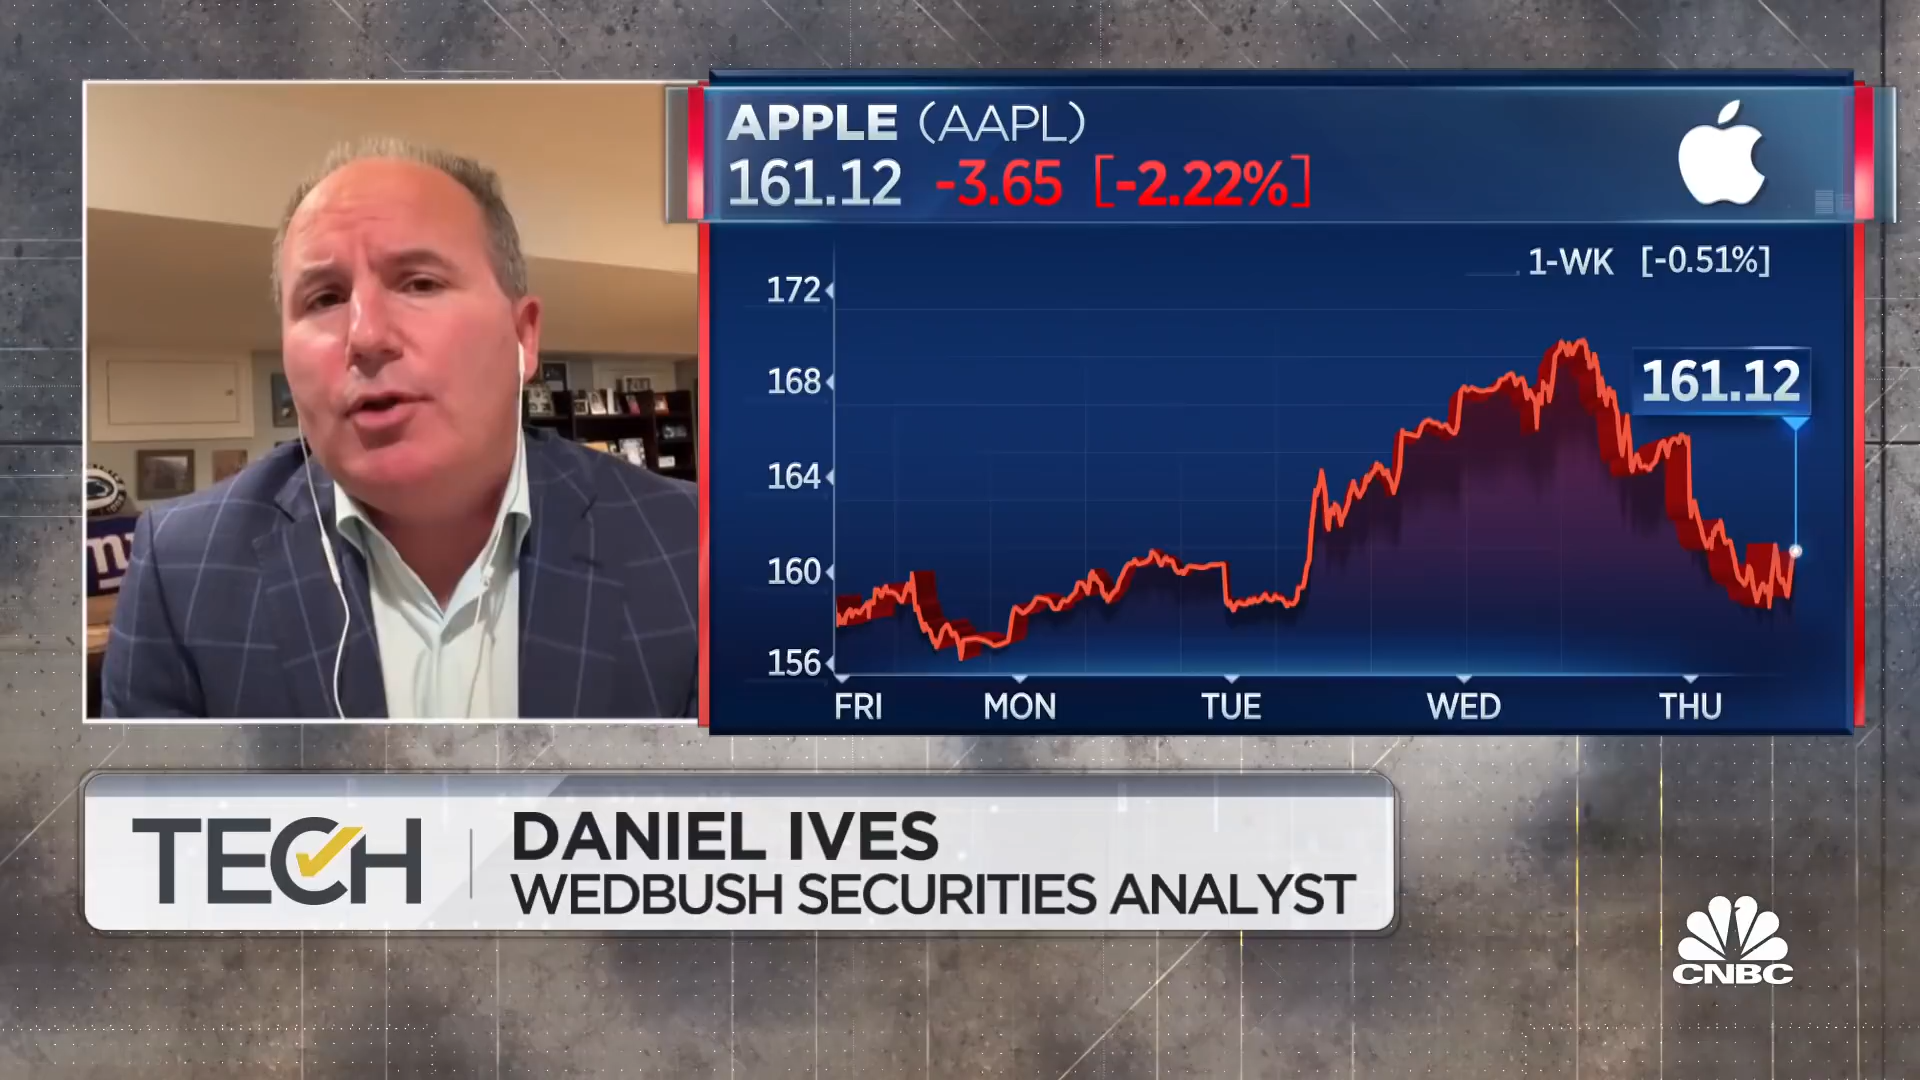 APPLE (AAPL)
161.12 -3.65 [-2.22%]
1-WK [-0.51%]
172
168
164
160
156
161.12
FRI MON TUE WED THU
TECH
DANIEL IVES
WEDBUSH SECURITIES ANALYST
CNBC